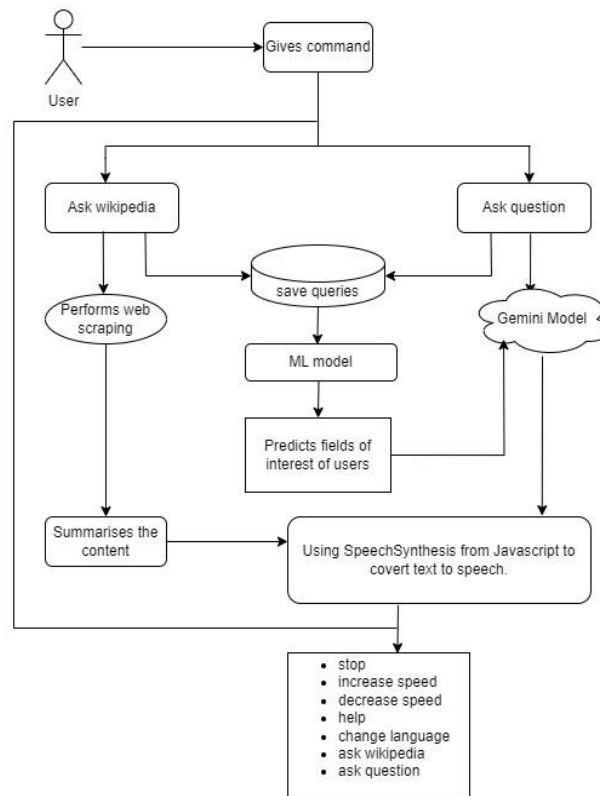 Gives command
User
Ask wikipedia
Ask question
save queries
Performs web
scraping
Gemini Model
ML model
Predicts fields of
interest of users
Summarises the
content
Using SpeechSynthesis from Javascript to
covert text to speech.
• stop
• increase speed
• decrease speed
• help
• change language
• ask wikipedia
• ask question